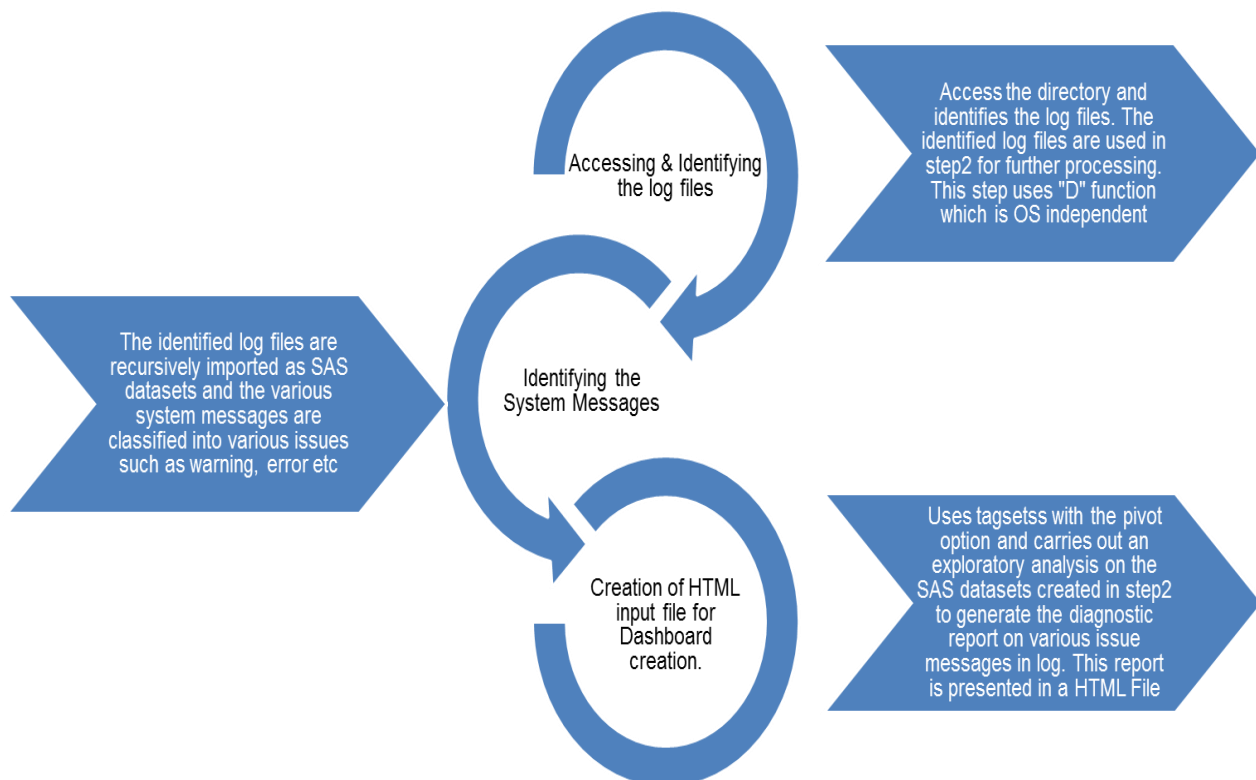 Accessing & Identifying
the log files
Access the directory and
identifies the log files. The
identified log files are used in
step2 for further processing.
This step uses "D" function
which is OS independent
The identified log files are
recursively imported as SAS
datasets and the various
system messages are
classified into various issues
such as warning, error etc
Identifying the
System Messages
Creation of HTML
input file for
Dashboard
creation.
Uses tagsetss with the pivot
option and carries out an
exploratory analysis on the
SAS datasets created in step2
to generate the diagnostic
report on various issue
messages in log. This report
is presented in a HTML File